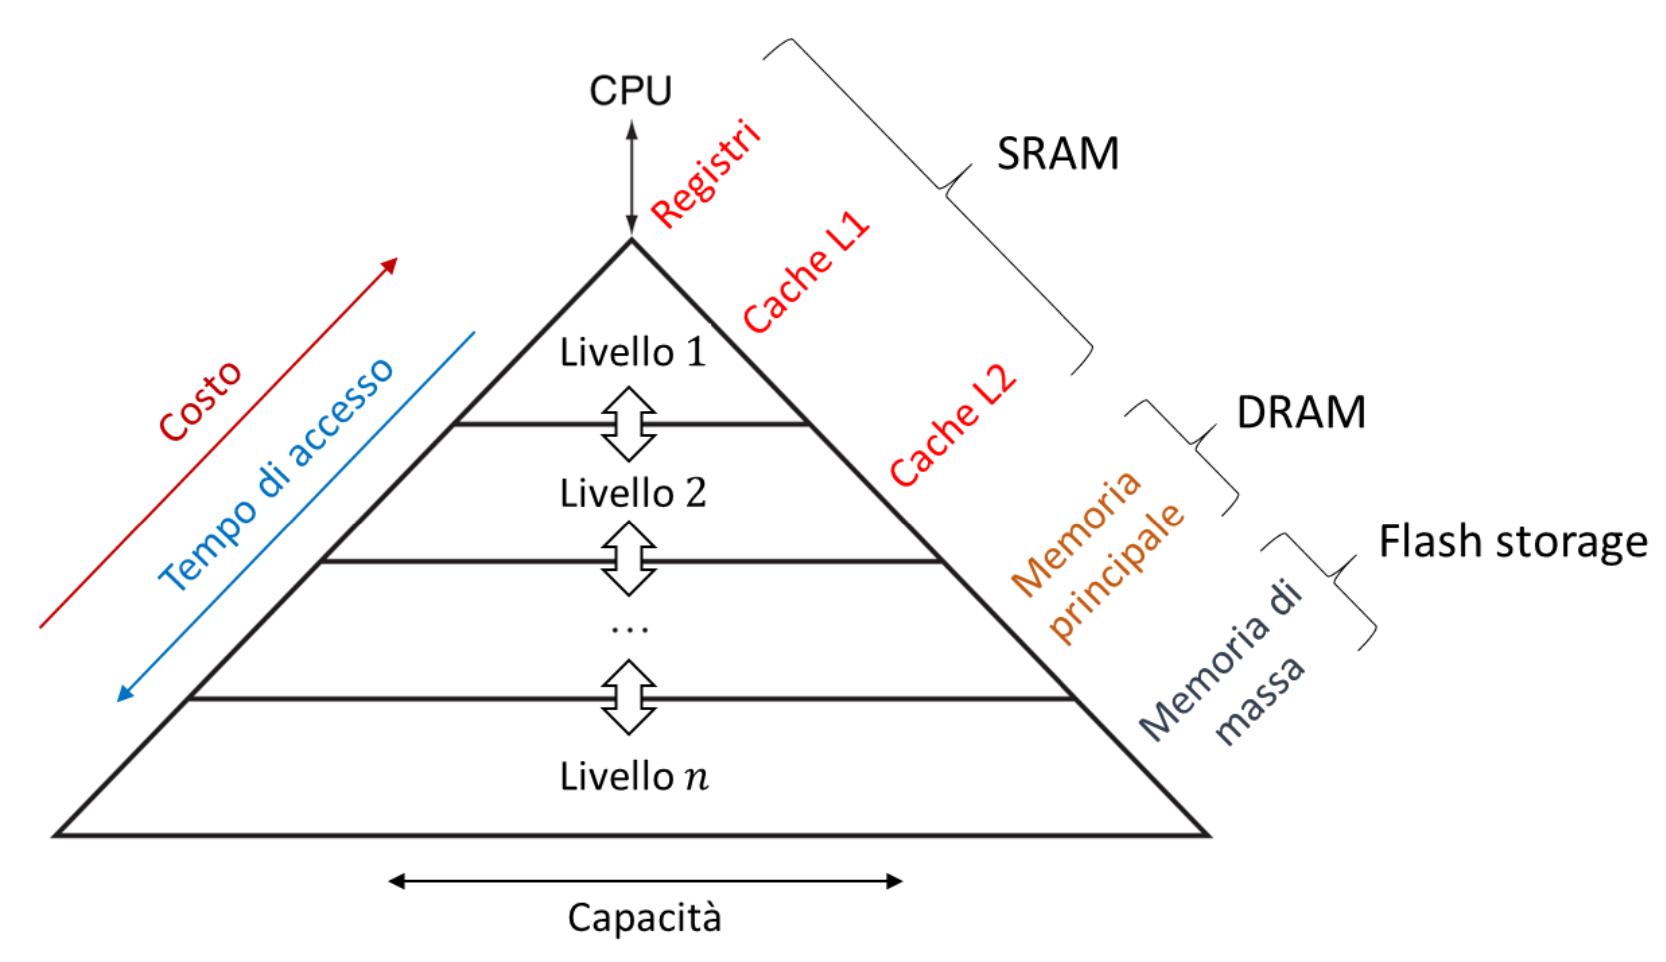 CPU
Registri
SRAM
Cache L1
Livello 1
Costo
Tempo di accesso
Cache L2
DRAM
Livello 2
Memoria
principale
Flash storage
...
Memoria di
massa
Livello n
Capacità